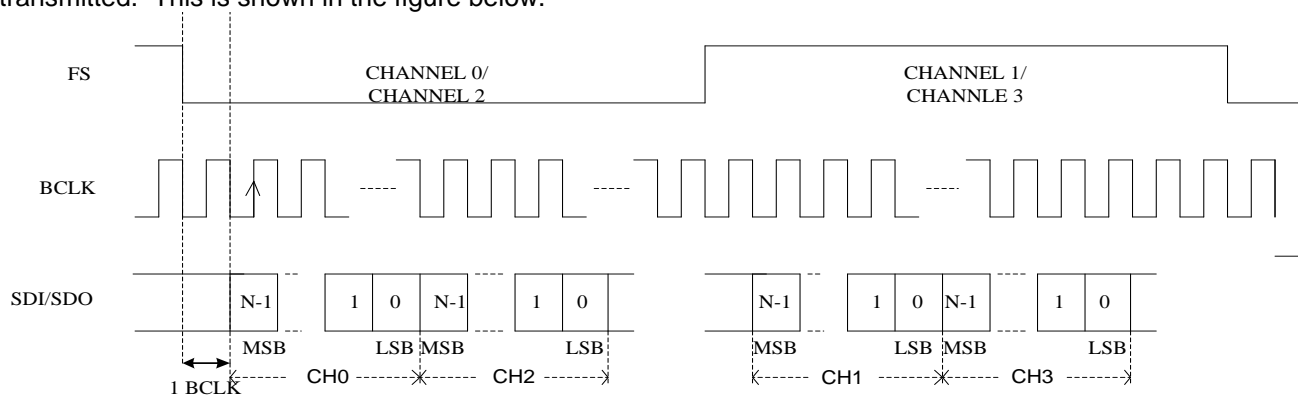 transmitted. This is shown in the figure below.
FS
CHANNEL 0/
CHANNEL 2
CHANNEL 1/
CHANNLE 3
BCLK
SDI/SDO
N-1 1 0 N-1 1 0 N-1 1 0 N-1 1 0
MSB LSB MSB LSB MSB LSB MSB LSB
1 BCLK
CH0 CH2 CH1 CH3